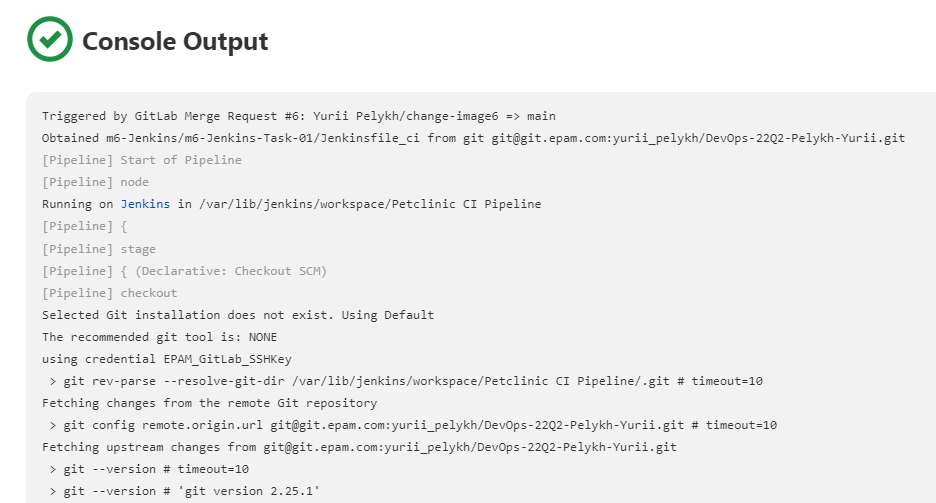 Console Output
Triggered by GitLab Merge Request #6: Yurii Pelykh/change-image6 => main
Obtained m6-Jenkins/m6-Jenkins-Task-01/Jenkinsfile_ci from git git@git.epam.com:yurii_pelykh/DevOps-22Q2-Pelykh-Yurii.git
[Pipeline] Start of Pipeline
[Pipeline] node
Running on Jenkins in /var/lib/jenkins/workspace/Petclinic CI Pipeline
[Pipeline] {
[Pipeline] stage
[Pipeline] { (Declarative: Checkout SCM)
[Pipeline] checkout
Selected Git installation does not exist. Using Default
The recommended git tool is: NONE
using credential EPAM_GitLab_SSHKey
 > git rev-parse --resolve-git-dir /var/lib/jenkins/workspace/Petclinic CI Pipeline/.git # timeout=10
Fetching changes from the remote Git repository
 > git config remote.origin.url git@git.epam.com:yurii_pelykh/DevOps-22Q2-Pelykh-Yurii.git # timeout=10
Fetching upstream changes from git@git.epam.com:yurii_pelykh/DevOps-22Q2-Pelykh-Yurii.git
 > git --version # timeout=10
 > git --version # 'git version 2.25.1'